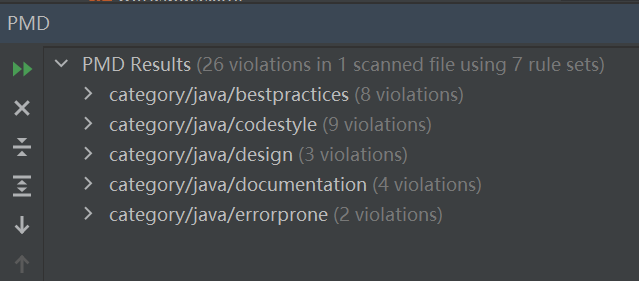 PMD
PMD Results (26 violations in 1 scanned file using 7 rule sets)
category/java/bestpractices (8 violations)
category/java/codestyle (9 violations)
category/java/design (3 violations)
category/java/documentation (4 violations)
category/java/errorprone (2 violations)